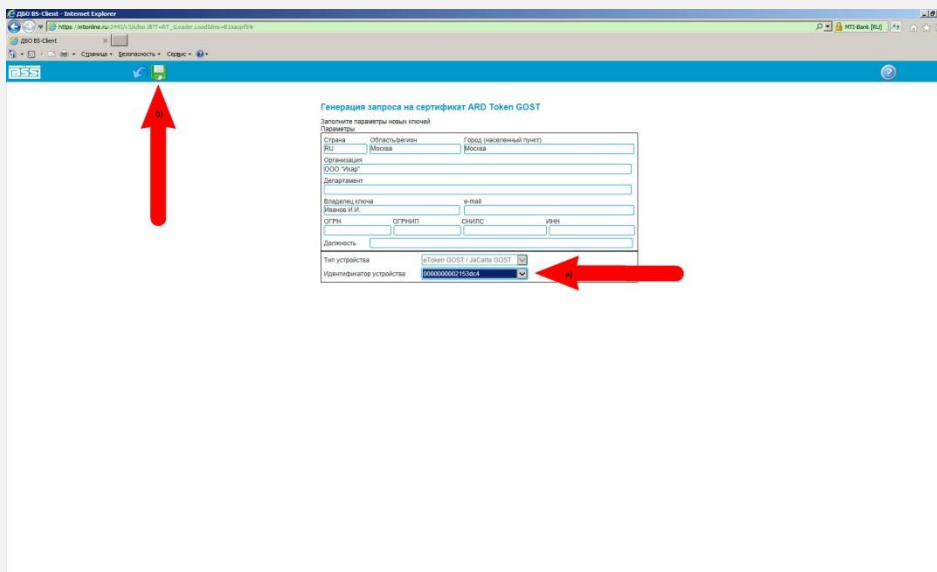 ДБО BS-Client - Internet Explorer
MTI-Bank [RU]
ДБО BS-Client
Страница Безопасность Сервис
BSS
б)
Генерация запроса на сертификат ARD Token GOST
Заполните параметры новых ключей
Параметры
Страна Область/регион Город (населенный пункт)
RU Москва Москва
Организация
ООО "Икар"
Департамент
Владелец ключа e-mail
Иванов И.И.
ОГРН ОГРНИП СНИЛС ИНН
Должность
Тип устройства eToken GOST / JaCarta GOST
Идентификатор устройства 0000000002153dc4